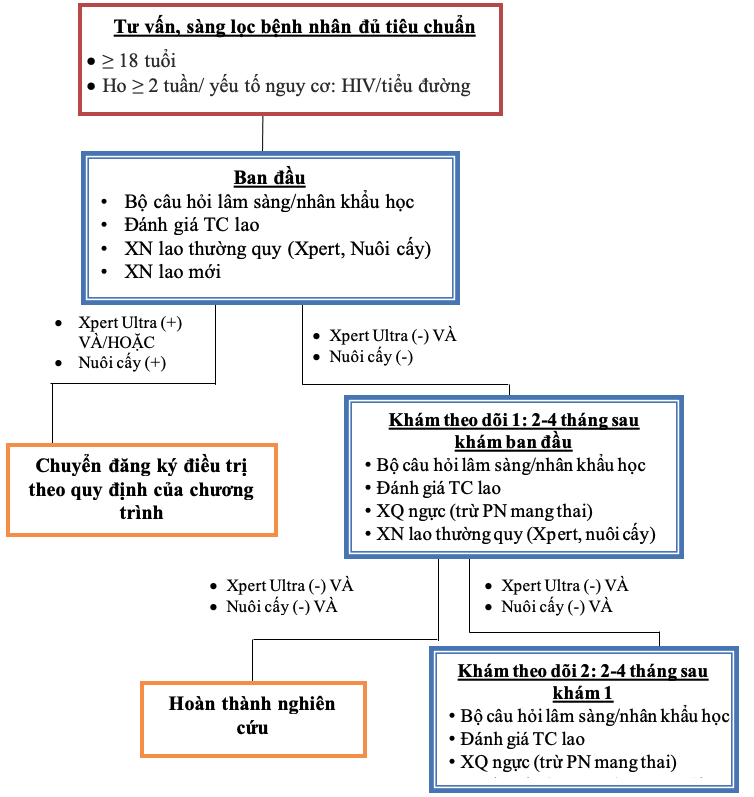 Tư vấn, sàng lọc bệnh nhân đủ tiêu chuẩn
• ≥ 18 tuổi
• Ho ≥ 2 tuần/ yếu tố nguy cơ: HIV/tiểu đường
Ban đầu
• Bộ câu hỏi lâm sàng/nhân khẩu học
• Đánh giá TC lao
• XN lao thường quy (Xpert, Nuôi cấy)
• XN lao mới
• Xpert Ultra (+)
VÀ/HOẶC
• Nuôi cấy (+)
• Xpert Ultra (-) VÀ
• Nuôi cấy (-)
Chuyển đăng ký điều trị
theo quy định của chương
trình
Khám theo dõi 1: 2-4 tháng sau
khám ban đầu
• Bộ câu hỏi lâm sàng/nhân khẩu học
• Đánh giá TC lao
• XQ ngực (trừ PN mang thai)
• XN lao thường quy (Xpert, nuôi cấy)
• Xpert Ultra (-) VÀ
• Nuôi cấy (-) VÀ
• Xpert Ultra (-) VÀ
• Nuôi cấy (-) VÀ
Hoàn thành nghiên
cứu
Khám theo dõi 2: 2-4 tháng sau
khám 1
• Bộ câu hỏi lâm sàng/nhân khẩu học
• Đánh giá TC lao
• XQ ngực (trừ PN mang thai)